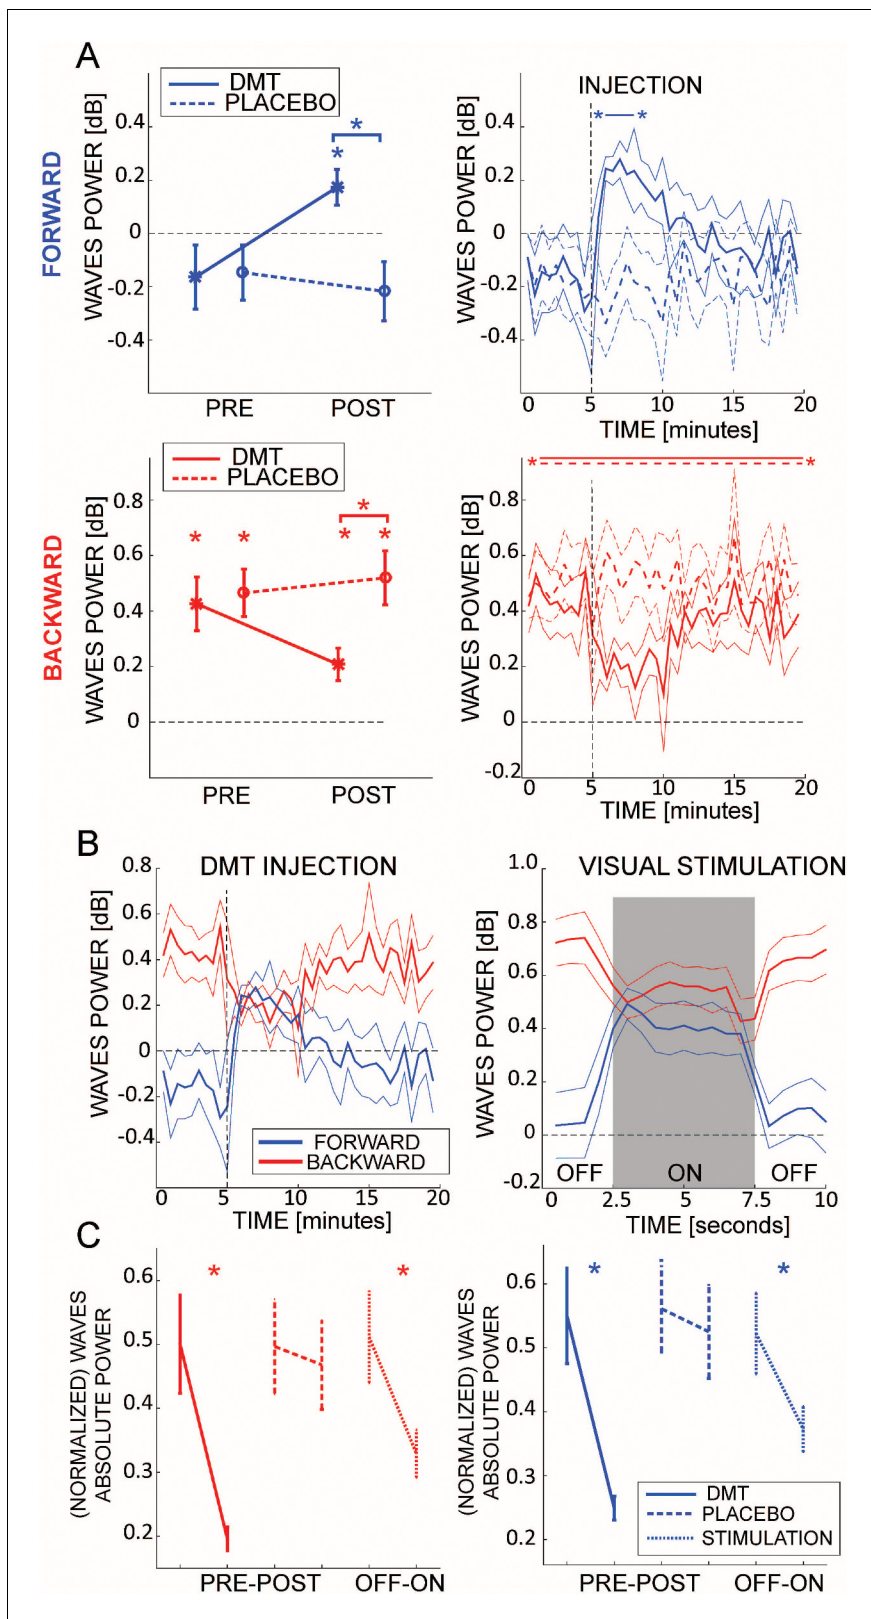 A
DMT
PLACEBO
FORWARD
WAVES POWER [dB]
0.4
0.2
0
-0.2
-0.4
PRE
POST
*
*
INJECTION
* *
WAVES POWER [dB]
0.4
0.2
0
-0.2
-0.4
0 5 10 15 20
TIME [minutes]
DMT
PLACEBO
BACKWARD
WAVES POWER [dB]
0.8
0.6
0.4
0.2
0
PRE
POST
*
* * * *
* *
WAVES POWER [dB]
0.8
0.6
0.4
0.2
0
-0.2
0 5 10 15 20
TIME [minutes]
B
DMT INJECTION
WAVES POWER [dB]
0.8
0.6
0.4
0.2
0
-0.2
-0.4
FORWARD
BACKWARD
0 5 10 15 20
TIME [minutes]
VISUAL STIMULATION
WAVES POWER [dB]
1.0
0.8
0.6
0.4
0.2
0
-0.2
OFF ON OFF
0 2.5 5 7.5 10
TIME [seconds]
C
(NORMALIZED) WAVES
ABSOLUTE POWER
0.6
0.5
0.4
0.3
0.2
* *
PRE-POST OFF-ON
(NORMALIZED) WAVES
ABSOLUTE POWER
0.6
0.5
0.4
0.3
0.2
* *
DMT
PLACEBO
STIMULATION
PRE-POST OFF-ON